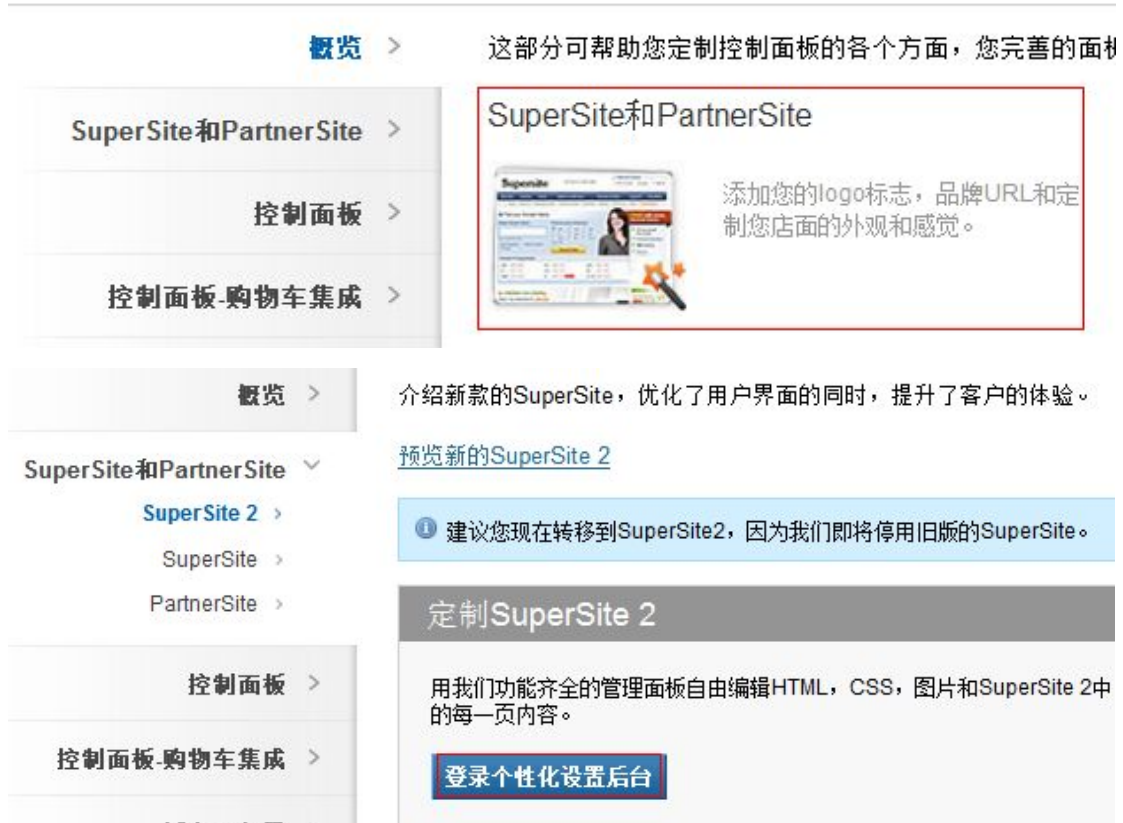 概览
这部分可帮助您定制控制面板的各个方面，您完善的面
SuperSite和PartnerSite
SuperSite和PartnerSite
Supersite
添加您的logo标志，品牌URL和定
制您店面的外观和感觉。
控制面板
控制面板-购物车集成
概览
介绍新款的SuperSite，优化了用户界面的同时，提升了客户的体验。
预览新的SuperSite 2
SuperSite和PartnerSite
SuperSite 2
SuperSite
PartnerSite
建议您现在转移到SuperSite2，因为我们即将停用旧版的SuperSite。
定制SuperSite 2
控制面板
用我们功能齐全的管理面板自由编辑HTML，CSS，图片和SuperSite 2中
的每一页内容。
控制面板-购物车集成
登录个性化设置后台